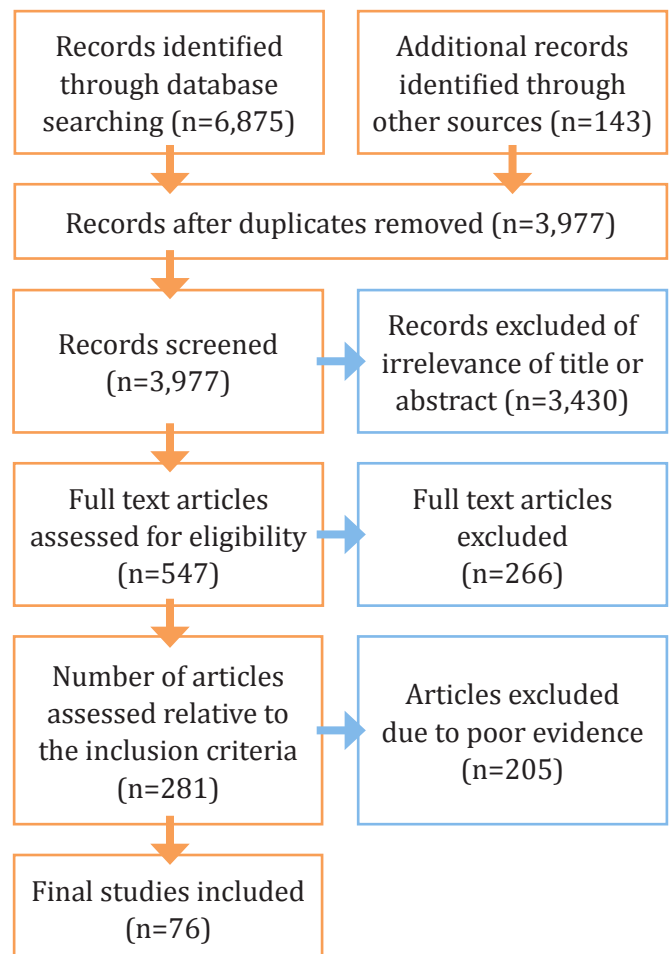 Records identified
through database
searching (n=6,875)
Additional records
identified through
other sources (n=143)
Records after duplicates removed (n=3,977)
Records screened
(n=3,977)
Records excluded of
irrelevance of title or
abstract (n=3,430)
Full text articles
assessed for eligibility
(n=547)
Full text articles
excluded
(n=266)
Number of articles
assessed relative to
the inclusion criteria
(n=281)
Articles excluded
due to poor evidence
(n=205)
Final studies included
(n=76)